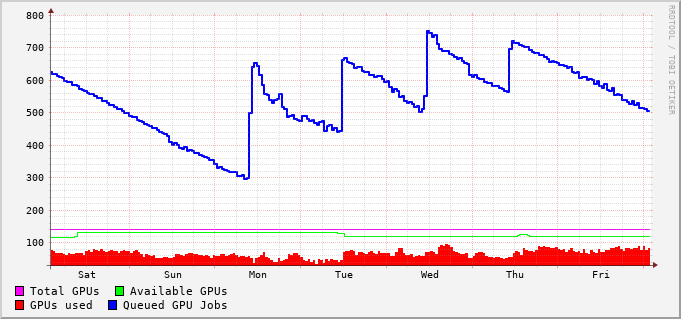 800
700
600
500
400
300
200
100
Sat Sun Mon Tue Wed Thu Fri
RRDTOOL / TOBI OETIKER
Total GPUs Available GPUs
GPUs used Queued GPU Jobs